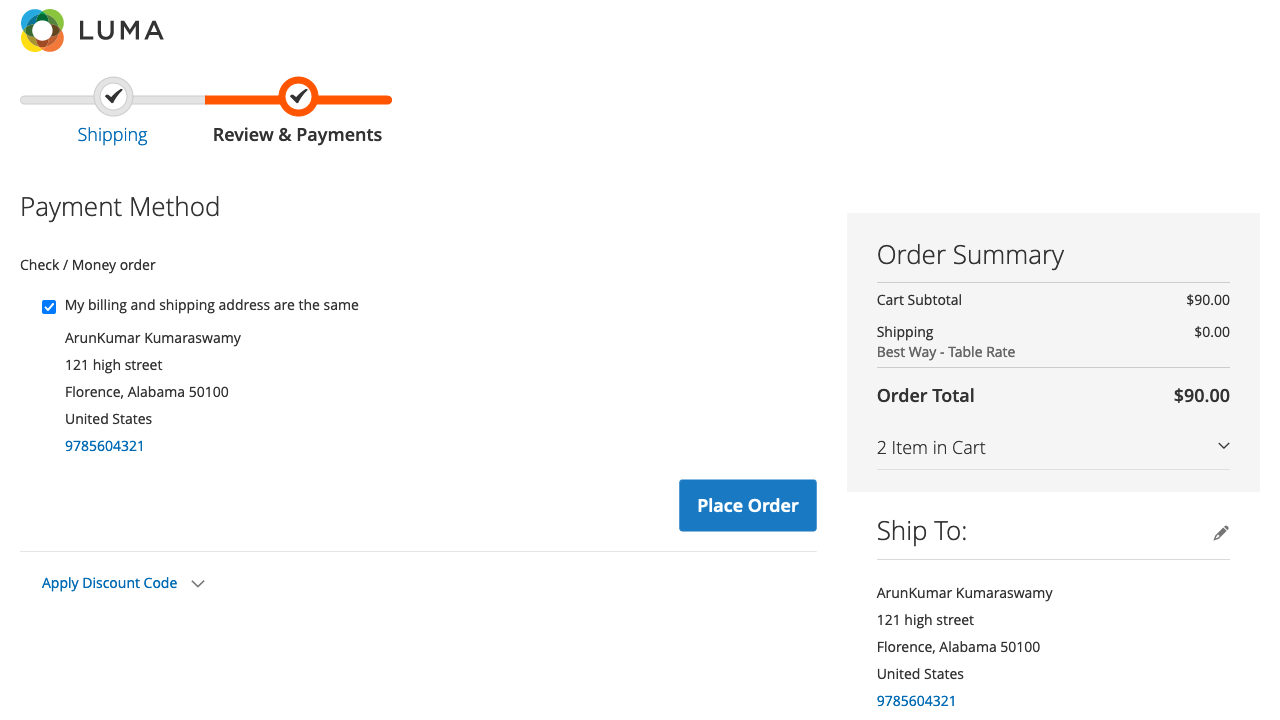 LUMA
Shipping
Review & Payments
Payment Method
Check / Money order
My billing and shipping address are the same
ArunKumar Kumaraswamy
121 high street
Florence, Alabama 50100
United States
9785604321
Place Order
Apply Discount Code
Order Summary
Cart Subtotal $90.00
Shipping $0.00
Best Way - Table Rate
Order Total $90.00
2 Item in Cart
Ship To:
ArunKumar Kumaraswamy
121 high street
Florence, Alabama 50100
United States
9785604321